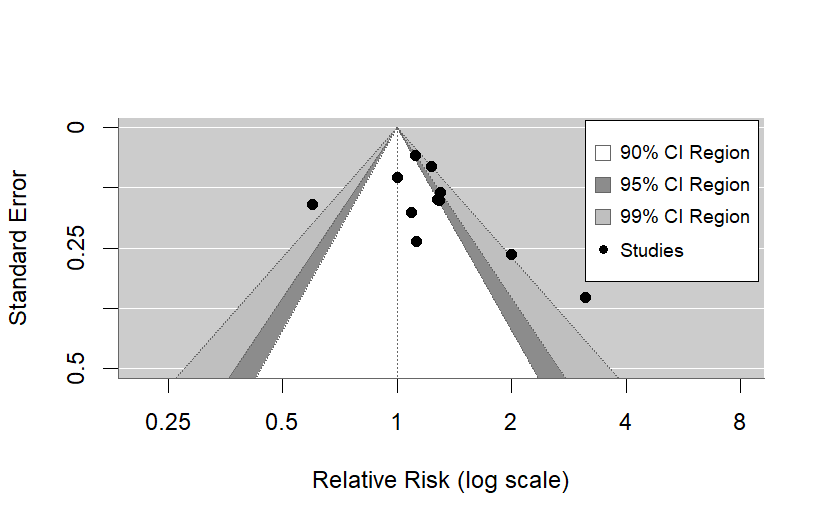 90% CI Region
95% CI Region
99% CI Region
Studies
Standard Error
0
0.25
0.5
0.25 0.5 1 2 4 8
Relative Risk (log scale)